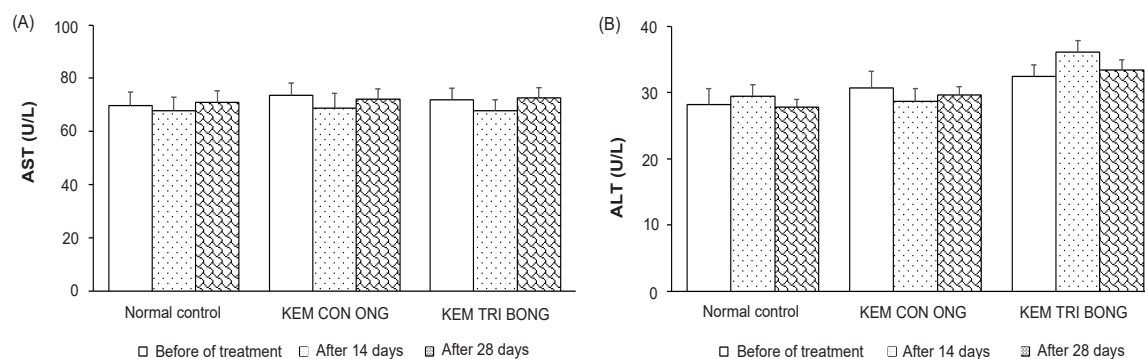 (A)
100
80
60
70
20
0
AST (U/L)
Normal control
KEM CON ONG
KEM TRI BONG
Before of treatment
After 14 days
After 28 days
(B)
40
30
20
10
0
ALT (U/L)
Normal control
KEM CON ONG
KEM TRI BONG
Before of treatment
After 14 days
After 28 days